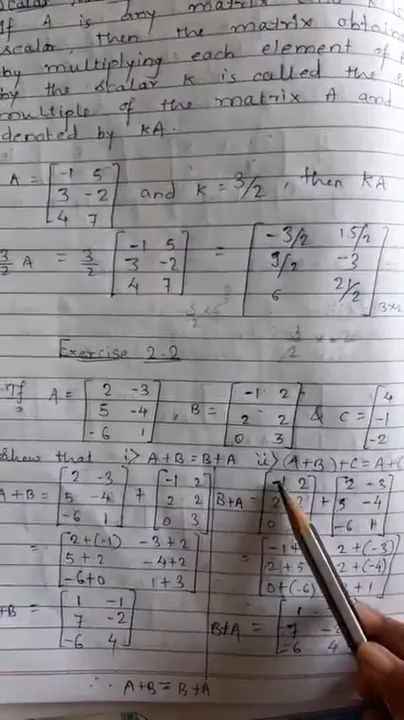 If A is any matrix
scalar, then the matrix obtain
by multiplying each element of
by the scalar k is called the
multiple of the matrix A and
denoted by kA.
A = [-1 5
3 -2
4 7] and k = 3/2, then kA
3/2 A = 3/2 [-1 5
3 -2
4 7] = [-3/2 15/2
9/2 -3
6 21/2]
Exercise 2.2
If A = [2 -3
5 -4
-6 1], B = [-1 2
2 2
0 3] & C = [4
-1
-2
Show that i> A+B = B+A ii> (A+B)+C = A+(
A+B = [2 -3
5 -4
-6 1] + [-1 2
2 2
0 3]
= [2+(-1) -3+2
5+2 -4+2
-6+0 1+3]
+B = [1 -1
7 -2
-6 4]
∴ A+B = B+A
B+A = [2
0 + [2 -3
5 -4
-6 1]
= [2+(-3)
2+5 2+(-4)
0+(-6) +1]
B+A = [1
7
-6 4